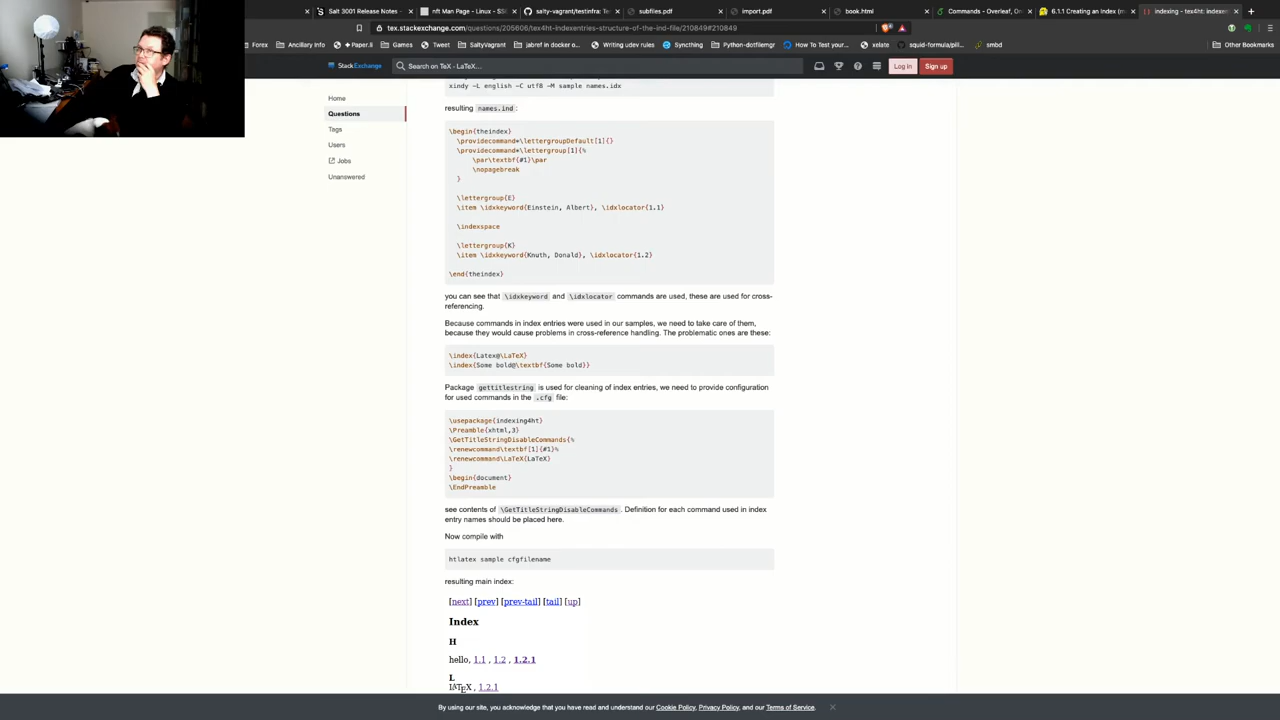 Salt 3001 Release Notes -
nft Man Page - Linux - SS6
salty-vagrant/testinfra: Te
subfiles.pdf
import.pdf
book.html
Commands - Overleaf, On
6.1.1 Creating an Index (m
indexing - tex4ht: indexen
tex.stackexchange.com/questions/205606/tex4ht-indexentries-structure-of-the-ind-file/210849#210849
Forex
Ancillary Info
Paper.li
Games
Tweet
SaltyVagrant
jabref in docker o...
Writing udev rules
Syncthing
Python-dotfilemgr
How To Test your...
xelate
squid-formula/pill...
smbd
Other Bookmarks
StackExchange
Search on TeX - LaTeX...
Log in
Sign up
Home
Questions
Tags
Users
Jobs
Unanswered
xindy -L english -C utf8 -M sample names.idx
resulting names.ind:
\begin{theindex}
\providecommand*\lettergroupDefault[1]{}
\providecommand*\lettergroup[1]{%
\par\textbf{#1}\par
\nopagebreak
}
\lettergroup{E}
\item \idxkeyword{Einstein, Albert}, \idxlocator{1.1}
\indexspace
\lettergroup{K}
\item \idxkeyword{Knuth, Donald}, \idxlocator{1.2}
\end{theindex}
you can see that \idxkeyword and \idxlocator commands are used, these are used for cross-
referencing.
Because commands in index entries were used in our samples, we need to take care of them,
because they would cause problems in cross-reference handling. The problematic ones are these:
\index{Latex@\LaTeX}
\index{Some bold@\textbf{Some bold}}
Package gettitlestring is used for cleaning of index entries, we need to provide configuration
for used commands in the .cfg file:
\usepackage{indexing4ht}
\Preamble{xhtml,3}
\GetTitleStringDisableCommands{%
\renewcommand\textbf[1]{#1}%
\renewcommand\LaTeX{LaTeX}
}
\begin{document}
\EndPreamble
see contents of \GetTitleStringDisableCommands. Definition for each command used in index
entry names should be placed here.
Now compile with
htlatex sample cfgfilename
resulting main index:
[next] [prev] [prev-tail] [tail] [up]
Index
H
hello, 1.1 , 1.2 , 1.2.1
L
LATEX , 1.2.1
By using our site, you acknowledge that you have read and understand our Cookie Policy, Privacy Policy, and our Terms of Service.